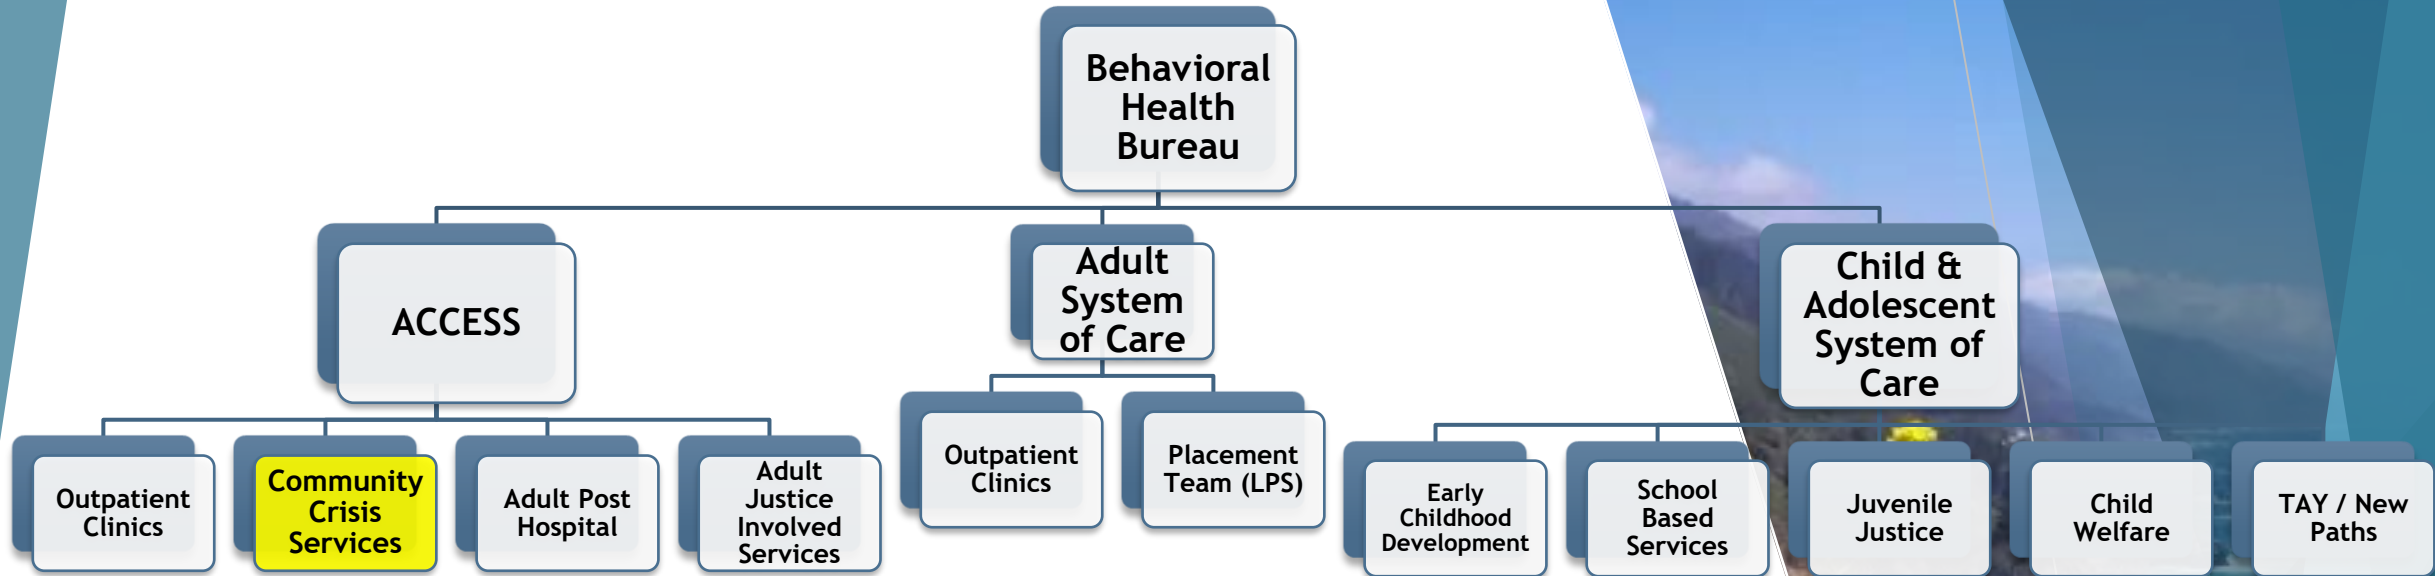 Behavioral
Health
Bureau
ACCESS
Adult
System
of Care
Child &
Adolescent
System of
Care
Outpatient
Clinics
Community
Crisis
Services
Adult Post
Hospital
Adult
Justice
Involved
Services
Outpatient
Clinics
Placement
Team (LPS)
Early
Childhood
Development
School
Based
Services
Juvenile
Justice
Child
Welfare
TAY / New
Paths